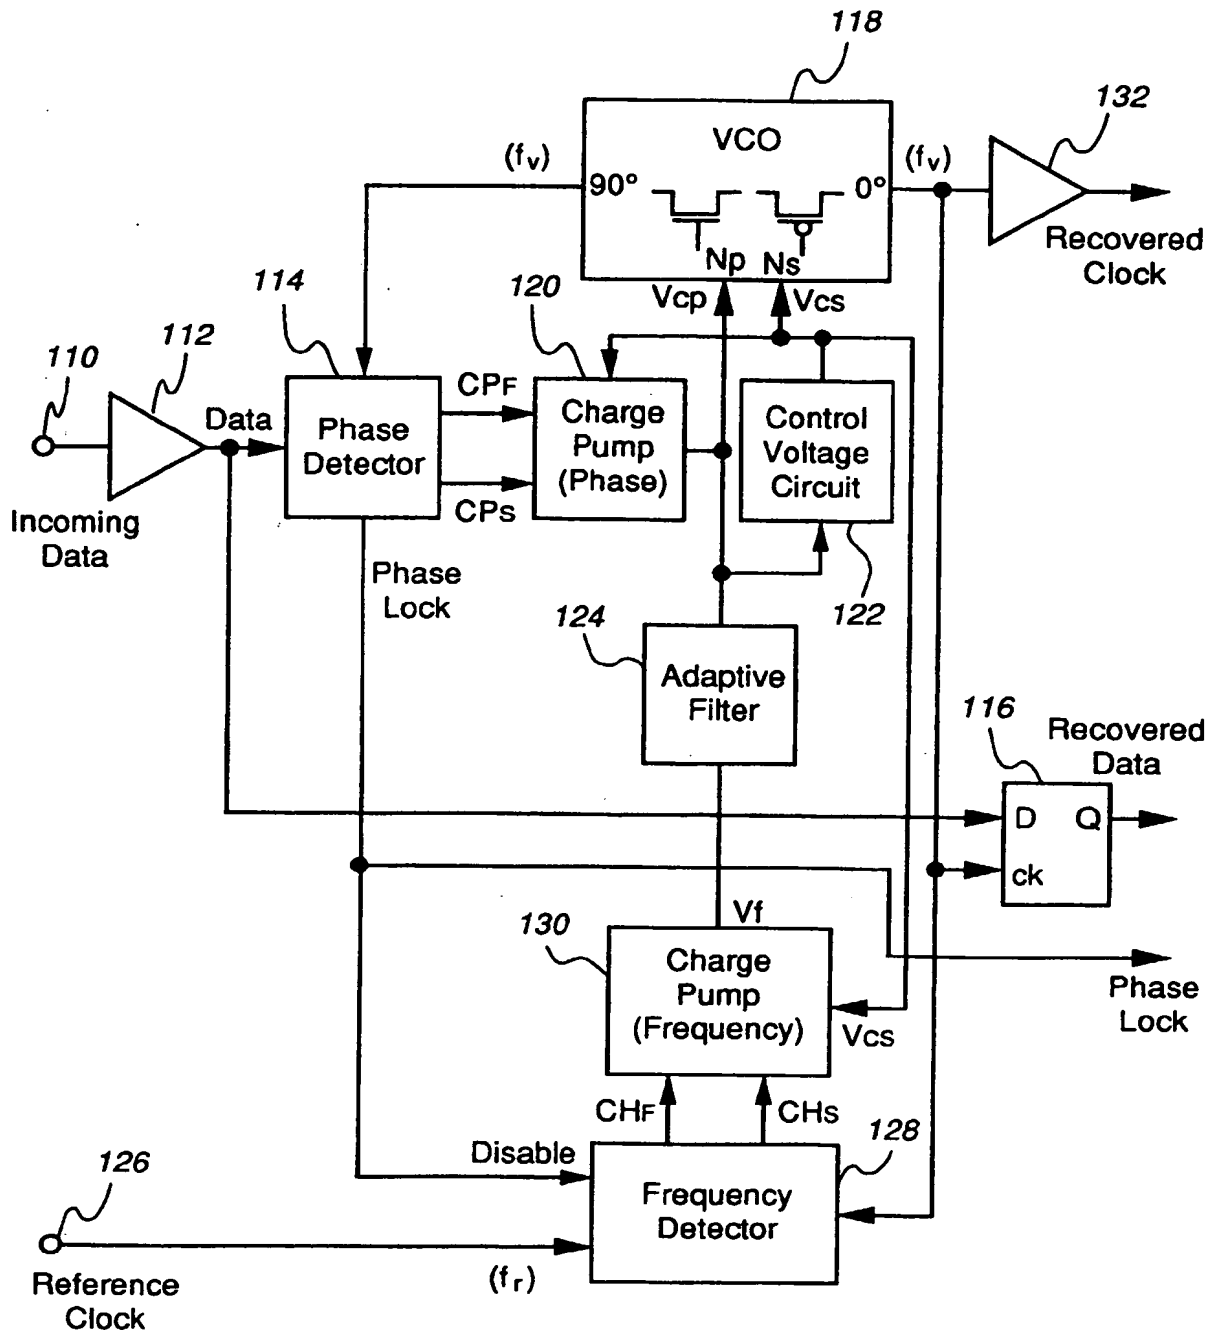 118
132
VCO
(fv)
(fv)
90°
0°
Np
Ns
Recovered
Clock
114
120
Vcp
Vcs
112
110
CPF
Data
Phase
Detector
Charge
Pump
(Phase)
Control
Voltage
Circuit
CPS
Incoming
Data
Phase
Lock
124
122
Adaptive
Filter
116
Recovered
Data
D
Q
ck
Vf
130
Charge
Pump
(Frequency)
Vcs
Phase
Lock
CHF
CHS
128
Disable
126
Frequency
Detector
(fr)
Reference
Clock